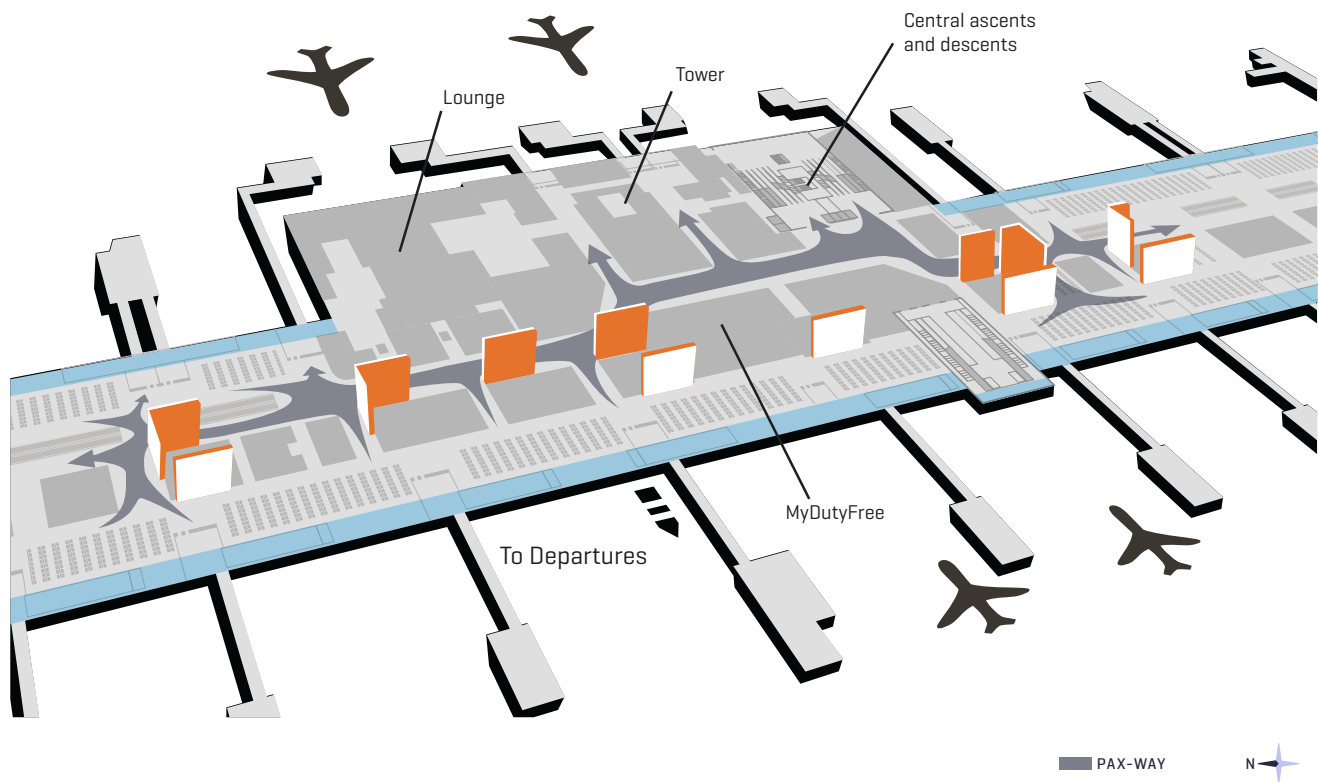 Central ascents
and descents
Tower
Lounge
MyDutyFree
To Departures
PAX-WAY
N